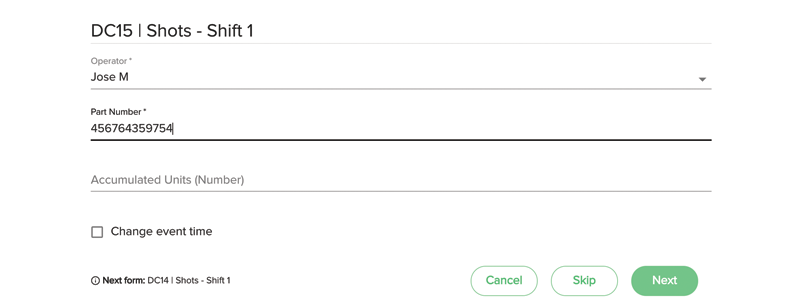 DC15 | Shots - Shift 1
Operator *
Jose M
Part Number *
456764359754
Accumulated Units (Number)
Change event time
Next form: DC14 | Shots - Shift 1
Cancel
Skip
Next